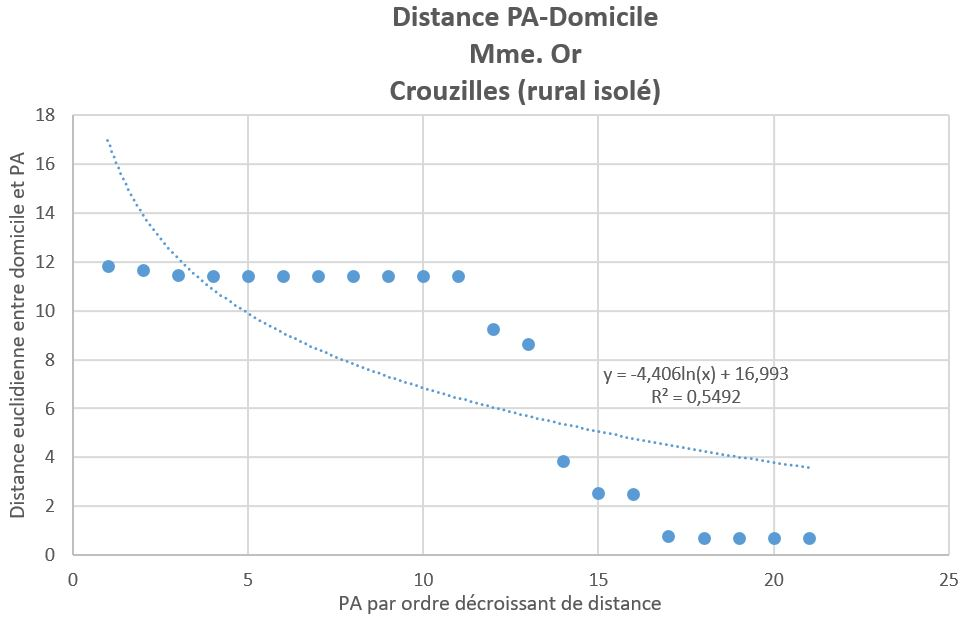 Distance PA-Domicile
Mme. Or
Crouzilles (rural isolé)
Distance euclidienne entre domicile et PA
18
16
14
12
10
8
6
4
2
0
y = -4,406ln(x) + 16,993
R² = 0,5492
0 5 10 15 20 25
PA par ordre décroissant de distance